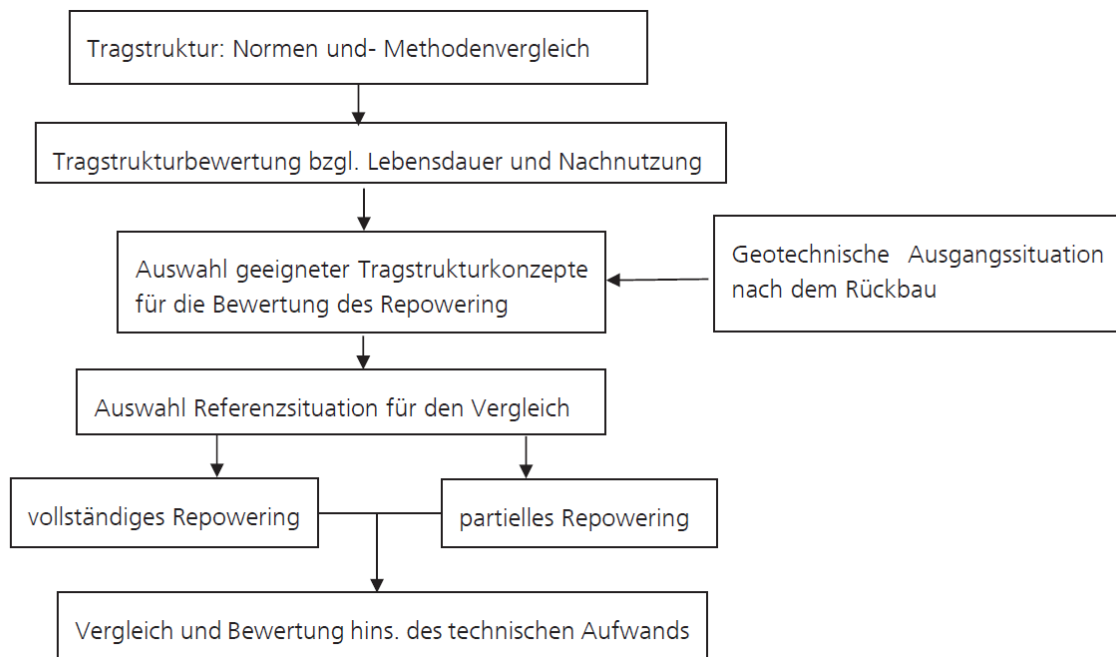 Tragstruktur: Normen und- Methodenvergleich
Tragstrukturbewertung bzgl. Lebensdauer und Nachnutzung
Auswahl geeigneter Tragstrukturkonzepte
für die Bewertung des Repowering
Geotechnische Ausgangssituation
nach dem Rückbau
Auswahl Referenzsituation für den Vergleich
vollständiges Repowering
partielles Repowering
Vergleich und Bewertung hins. des technischen Aufwands